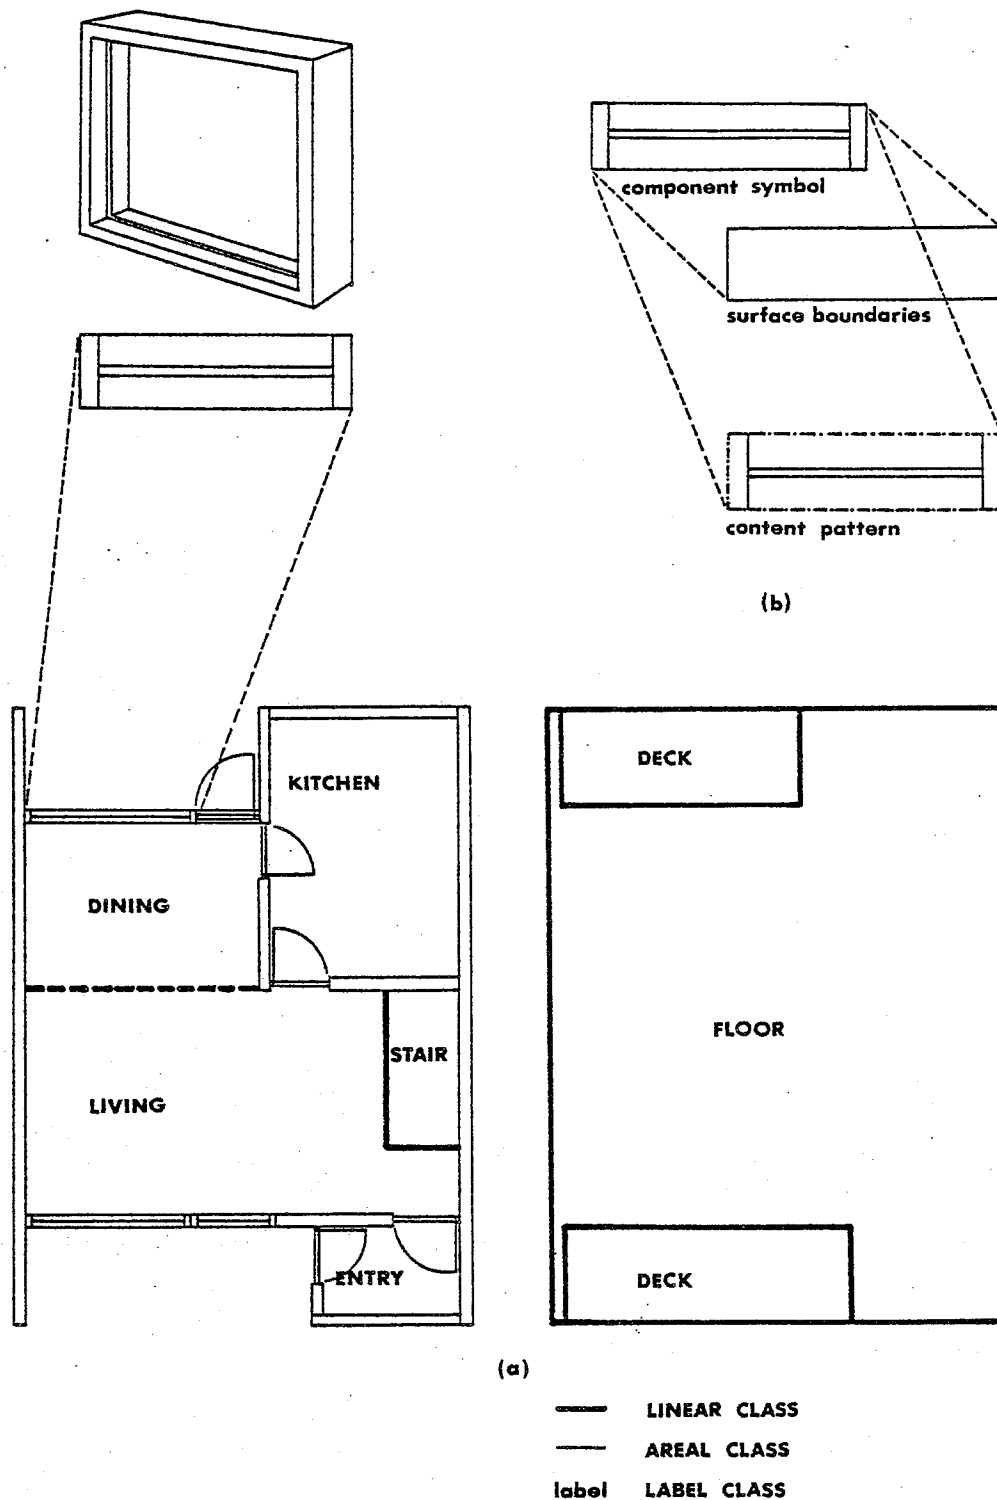 component symbol
surface boundaries
content pattern
(b)
KITCHEN
DINING
LIVING
STAIR
ENTRY
DECK
FLOOR
DECK
(a)
LINEAR CLASS
AREAL CLASS
label LABEL CLASS